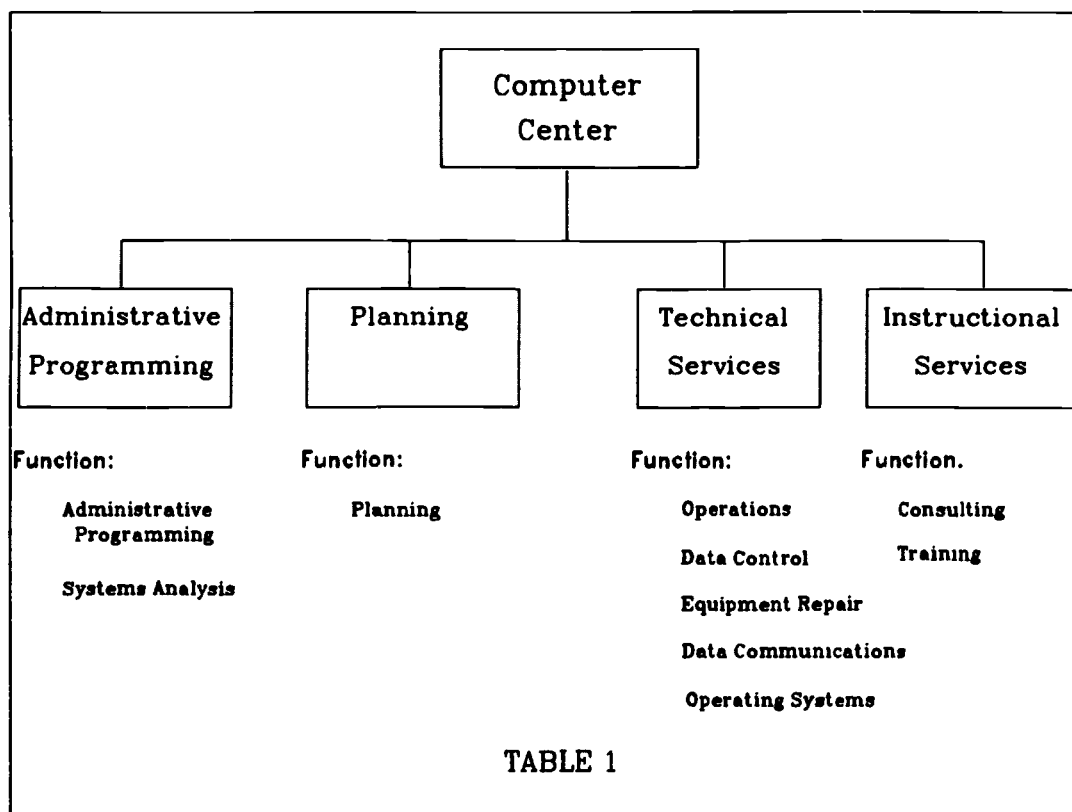 Computer
Center
Administrative
Programming
Planning
Technical
Services
Instructional
Services
Function:
Administrative
Programming
Systems Analysis
Function:
Planning
Function:
Operations
Data Control
Equipment Repair
Data Communications
Operating Systems
Function.
Consulting
Training
TABLE 1